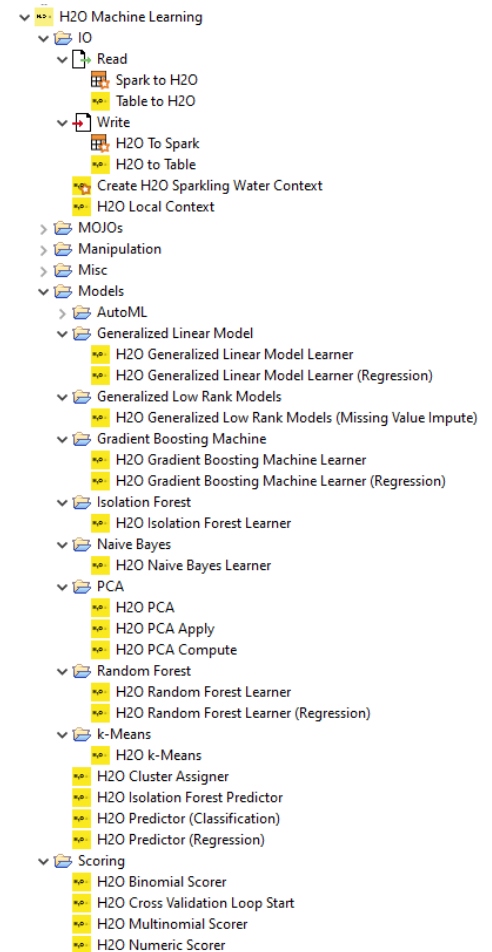 H2O Machine Learning
IO
Read
Spark to H2O
Table to H2O
Write
H2O To Spark
H2O to Table
Create H2O Sparkling Water Context
H2O Local Context
MOJOs
Manipulation
Misc
Models
AutoML
Generalized Linear Model
H2O Generalized Linear Model Learner
H2O Generalized Linear Model Learner (Regression)
Generalized Low Rank Models
H2O Generalized Low Rank Models (Missing Value Impute)
Gradient Boosting Machine
H2O Gradient Boosting Machine Learner
H2O Gradient Boosting Machine Learner (Regression)
Isolation Forest
H2O Isolation Forest Learner
Naive Bayes
H2O Naive Bayes Learner
PCA
H2O PCA
H2O PCA Apply
H2O PCA Compute
Random Forest
H2O Random Forest Learner
H2O Random Forest Learner (Regression)
k-Means
H2O k-Means
H2O Cluster Assigner
H2O Isolation Forest Predictor
H2O Predictor (Classification)
H2O Predictor (Regression)
Scoring
H2O Binomial Scorer
H2O Cross Validation Loop Start
H2O Multinomial Scorer
H2O Numeric Scorer